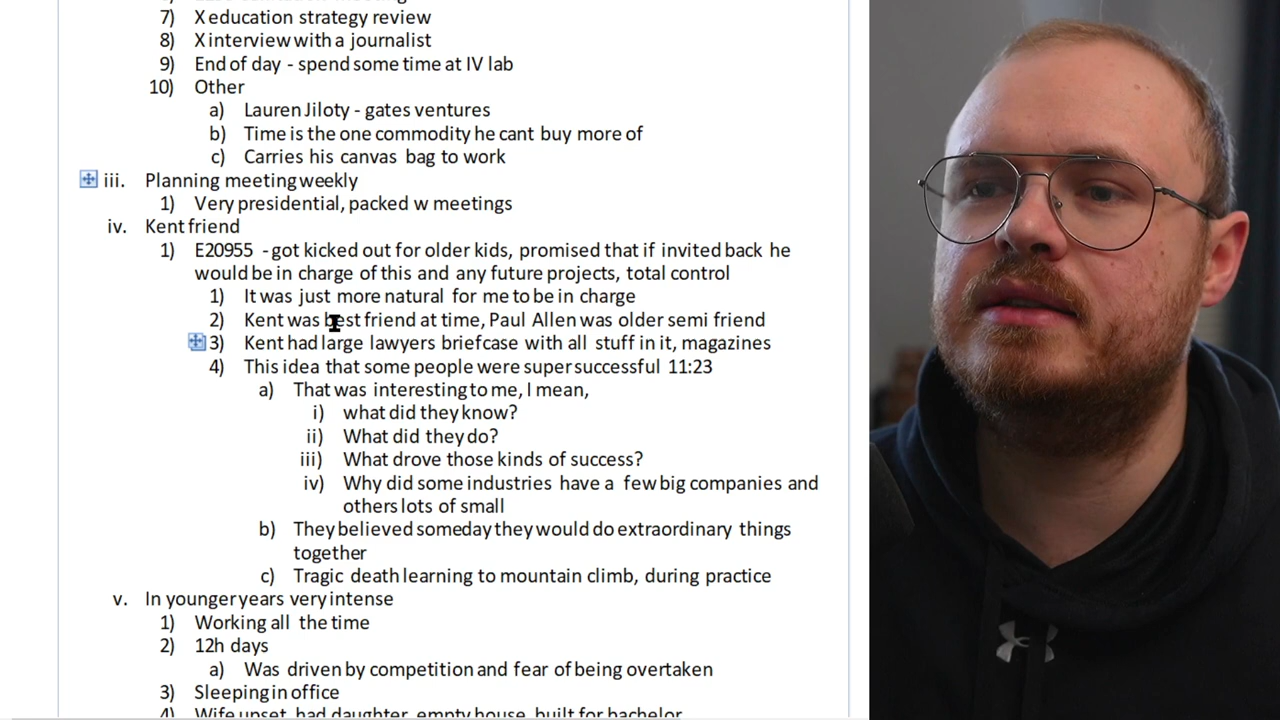 7) X education strategy review
8) X interview with a journalist
9) End of day - spend some time at IV lab
10) Other
a) Lauren Jiloty - gates ventures
b) Time is the one commodity he cant buy more of
c) Carries his canvas bag to work
iii. Planning meeting weekly
1) Very presidential, packed w meetings
iv. Kent friend
1) E20955 - got kicked out for older kids, promised that if invited back he
would be in charge of this and any future projects, total control
1) It was just more natural for me to be in charge
2) Kent was best friend at time, Paul Allen was older semi friend
3) Kent had large lawyers briefcase with all stuff in it, magazines
4) This idea that some people were super successful 11:23
a) That was interesting to me, I mean,
i) what did they know?
ii) What did they do?
iii) What drove those kinds of success?
iv) Why did some industries have a few big companies and
others lots of small
b) They believed someday they would do extraordinary things
together
c) Tragic death learning to mountain climb, during practice
v. In younger years very intense
1) Working all the time
2) 12h days
a) Was driven by competition and fear of being overtaken
3) Sleeping in office
4) Wife upset, had daughter, empty house, built for bachelor